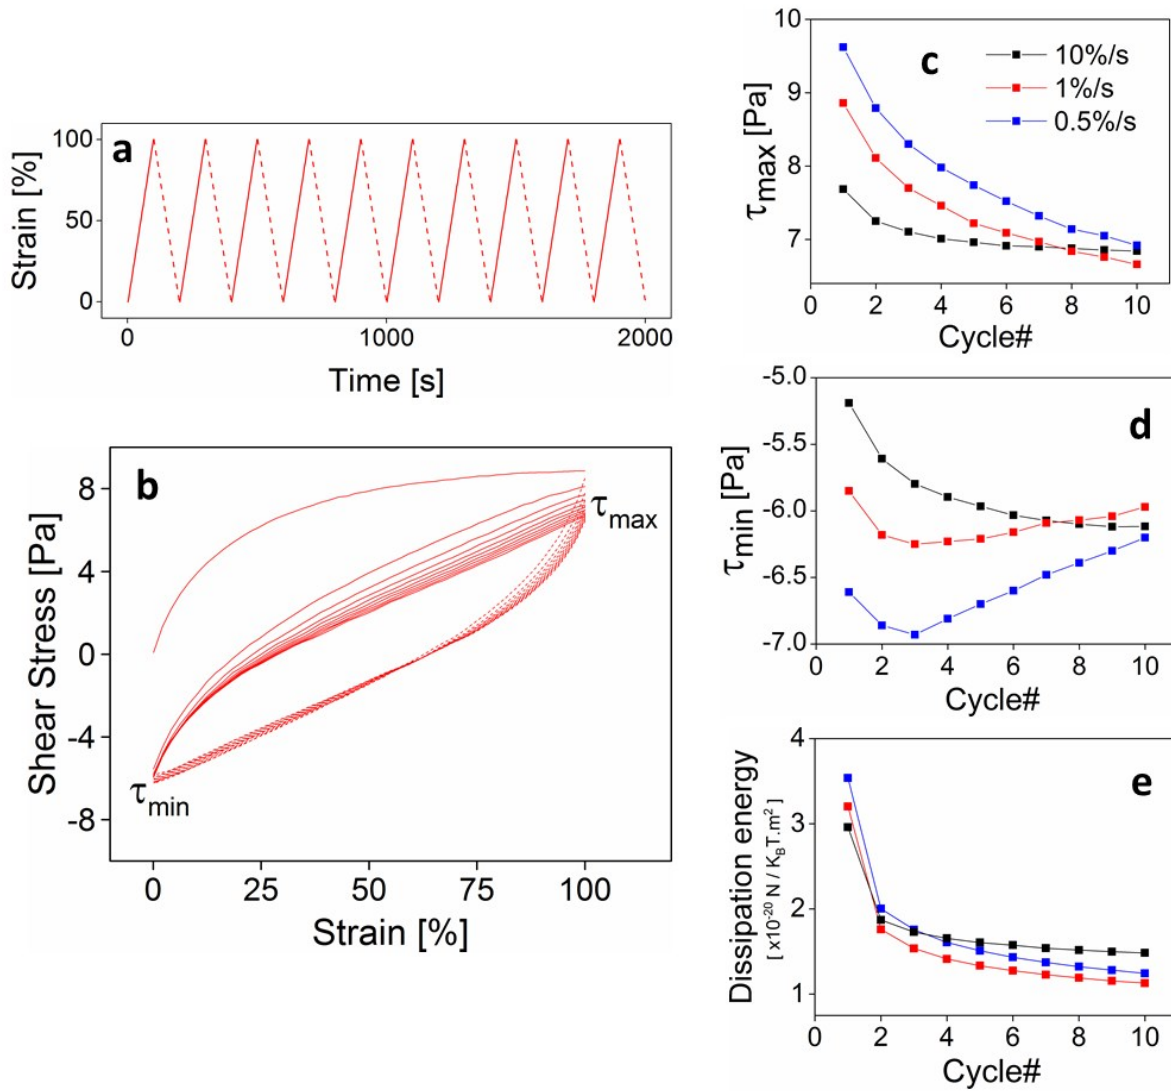 a
Strain [%]
100
50
0
0
1000
2000
Time [s]
b
Shear Stress [Pa]
8
4
0
-4
-8
τmax
τmin
0
25
50
75
100
Strain [%]
c
10%/s
1%/s
0.5%/s
τmax [Pa]
10
9
8
7
0
2
4
6
8
10
Cycle#
d
τmin [Pa]
-5.0
-5.5
-6.0
-6.5
-7.0
0
2
4
6
8
10
Cycle#
e
Dissipation energy
[ x10⁻²⁰ N / KBT.m² ]
4
3
2
1
0
2
4
6
8
10
Cycle#